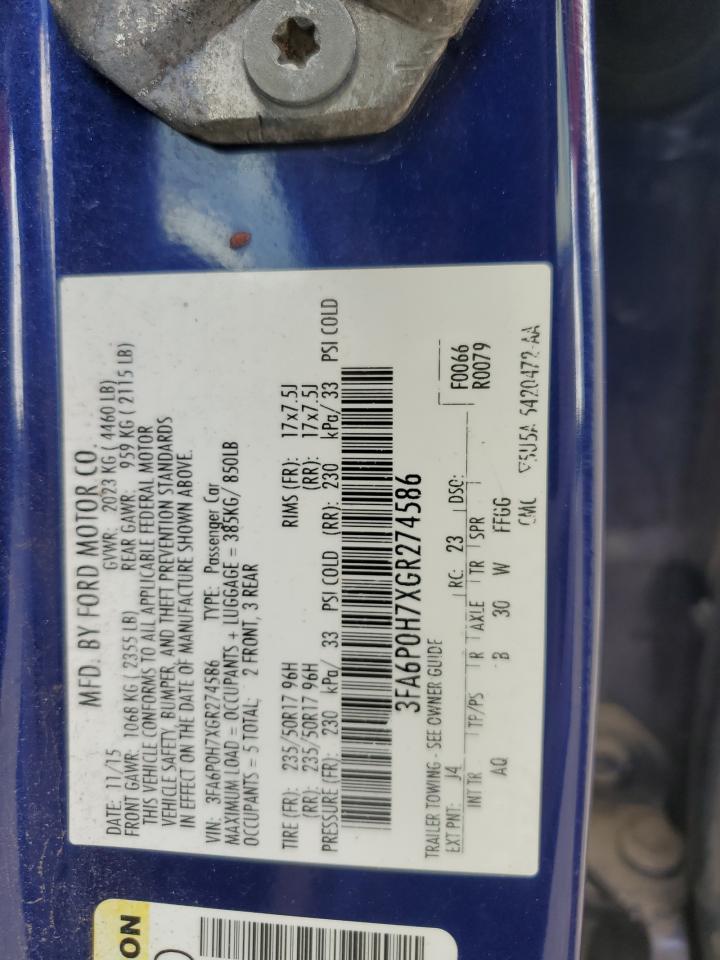 MFD. BY FORD MOTOR CO.
DATE: 11/15 GVWR: 2023 KG ( 4460 LB)
FRONT GAWR: 1068 KG ( 2355 LB) REAR GAWR: 959 KG ( 2115 LB)
THIS VEHICLE CONFORMS TO ALL APPLICABLE FEDERAL MOTOR
VEHICLE SAFETY, BUMPER, AND THEFT PREVENTION STANDARDS
IN EFFECT ON THE DATE OF MANUFACTURE SHOWN ABOVE.
VIN: 3FA6P0H7XGR274586 TYPE: Passenger Car
MAXIMUM LOAD = OCCUPANTS + LUGGAGE = 385KG/ 850LB
OCCUPANTS = 5 TOTAL: 2 FRONT, 3 REAR
TIRE (FR): 235/50R17 96H RIMS (FR): 17x7.5J
(RR): 235/50R17 96H (RR): 17x7.5J
PRESSURE (FR): 230 kPa/ 33 PSI COLD (RR): 230 kPa/ 33 PSI COLD
3FA6P0H7XGR274586
TRAILER TOWING - SEE OWNER GUIDE
F0066
R0079
EXT PNT: J4 RC: 23 DSO:
INT TR TP/PS R AXLE TR SPR
AQ B 30 W FFGG
5420472-AA
ON